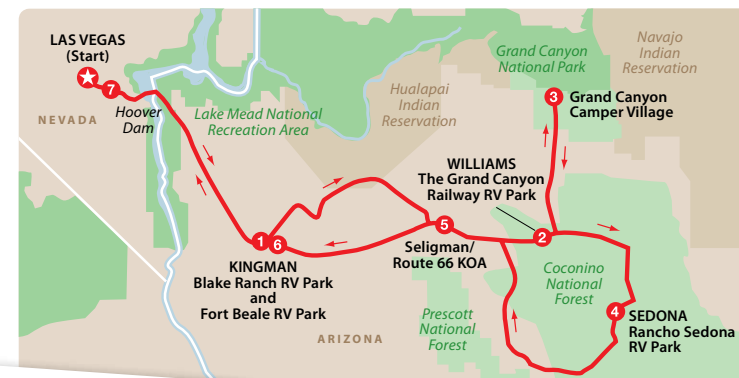 LAS VEGAS
(Start)
7
NEVADA
Hoover
Dam
Lake Mead National
Recreation Area
Hualapai
Indian
Reservation
Grand Canyon
National Park
Navajo
Indian
Reservation
3
Grand Canyon
Camper Village
WILLIAMS
The Grand Canyon
Railway RV Park
1
6
KINGMAN
Blake Ranch RV Park
and
Fort Beale RV Park
5
Seligman/
Route 66 KOA
2
Coconino
National
Forest
Prescott
National
Forest
4
SEDONA
Rancho Sedona
RV Park
ARIZONA